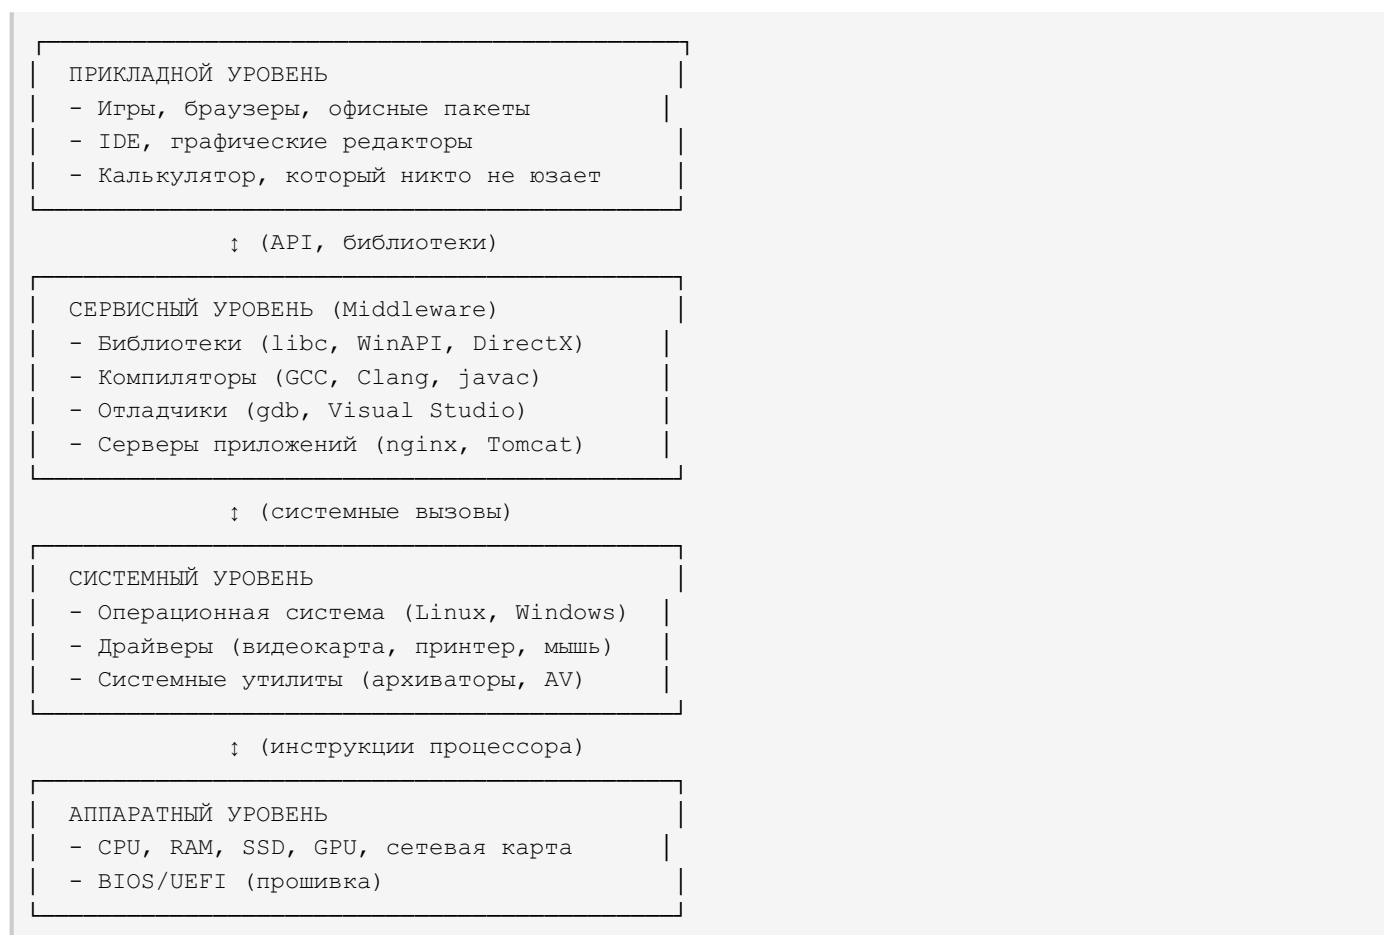 ПРИКЛАДНОЙ УРОВЕНЬ
- Игры, браузеры, офисные пакеты
- IDE, графические редакторы
- Калькулятор, который никто не юзает
↕ (API, библиотеки)
СЕРВИСНЫЙ УРОВЕНЬ (Middleware)
- Библиотеки (libc, WinAPI, DirectX)
- Компиляторы (GCC, Clang, javac)
- Отладчики (gdb, Visual Studio)
- Серверы приложений (nginx, Tomcat)
↕ (системные вызовы)
СИСТЕМНЫЙ УРОВЕНЬ
- Операционная система (Linux, Windows)
- Драйверы (видеокарта, принтер, мышь)
- Системные утилиты (архиваторы, AV)
↕ (инструкции процессора)
АППАРАТНЫЙ УРОВЕНЬ
- CPU, RAM, SSD, GPU, сетевая карта
- BIOS/UEFI (прошивка)